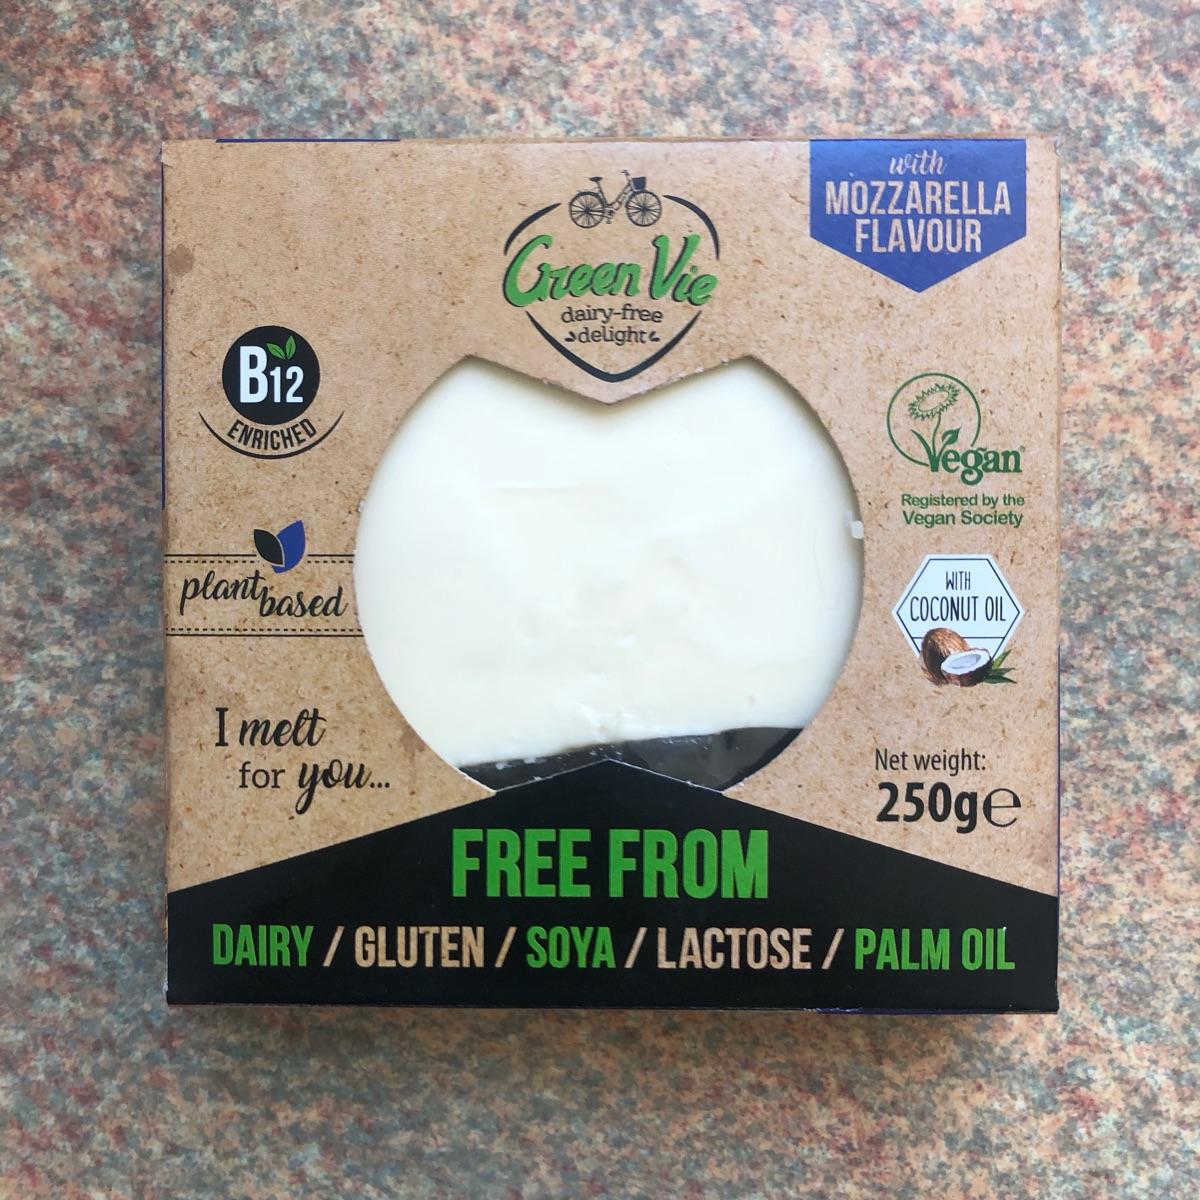 with
MOZZARELLA
FLAVOUR
Green Vie
dairy-free
delight
B12
ENRICHED
Vegan
Registered by the
Vegan Society
plant based
WITH
COCONUT OIL
I melt
for you...
Net weight:
250g℮
FREE FROM
DAIRY / GLUTEN / SOYA / LACTOSE / PALM OIL